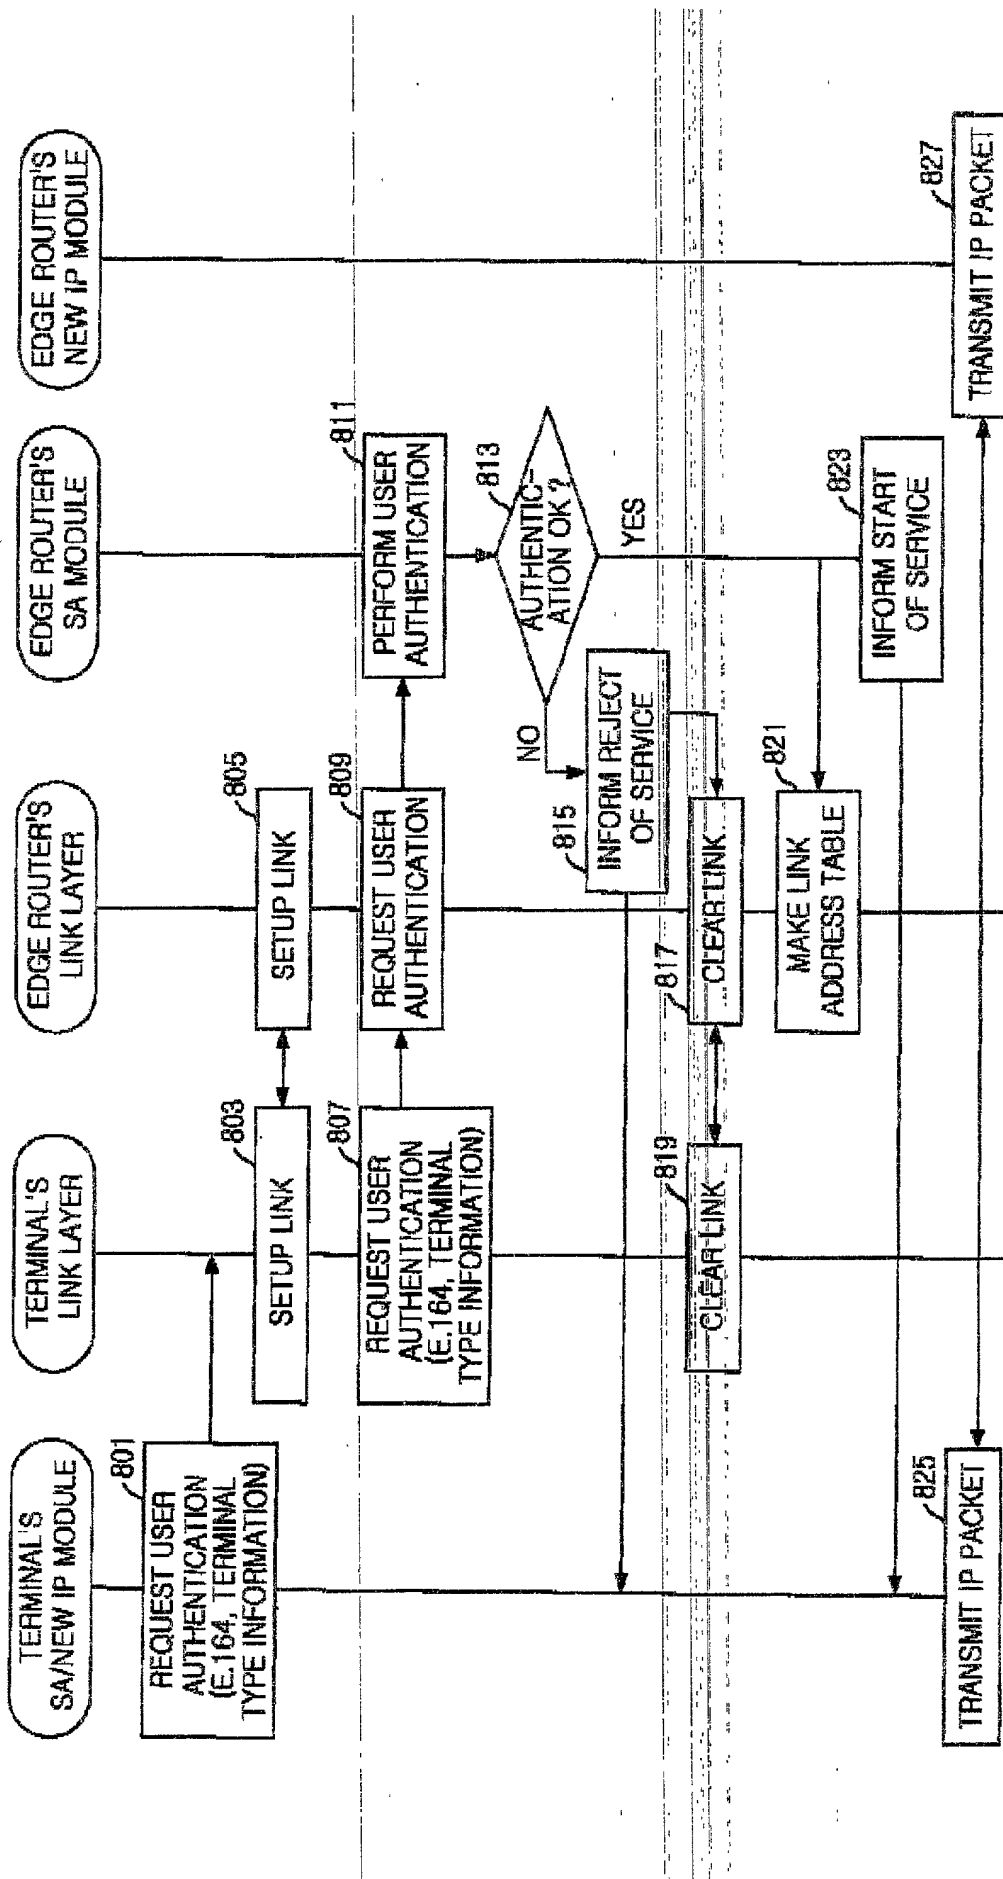 TERMINAL'S
SA/NEW IP MODULE
TERMINAL'S
LINK LAYER
EDGE ROUTER'S
LINK LAYER
EDGE ROUTER'S
SA MODULE
EDGE ROUTER'S
NEW IP MODULE
801
REQUEST USER
AUTHENTICATION
(E.164, TERMINAL
TYPE INFORMATION)
803
SETUP LINK
805
SETUP LINK
807
REQUEST USER
AUTHENTICATION
(E.164, TERMINAL
TYPE INFORMATION)
809
REQUEST USER
AUTHENTICATION
811
PERFORM USER
AUTHENTICATION
813
AUTHENTIC-
ATION OK ?
NO
YES
815
INFORM REJECT
OF SERVICE
819
CLEAR LINK
817
CLEAR LINK
821
MAKE LINK
ADDRESS TABLE
823
INFORM START
OF SERVICE
825
TRANSMIT IP PACKET
827
TRANSMIT IP PACKET